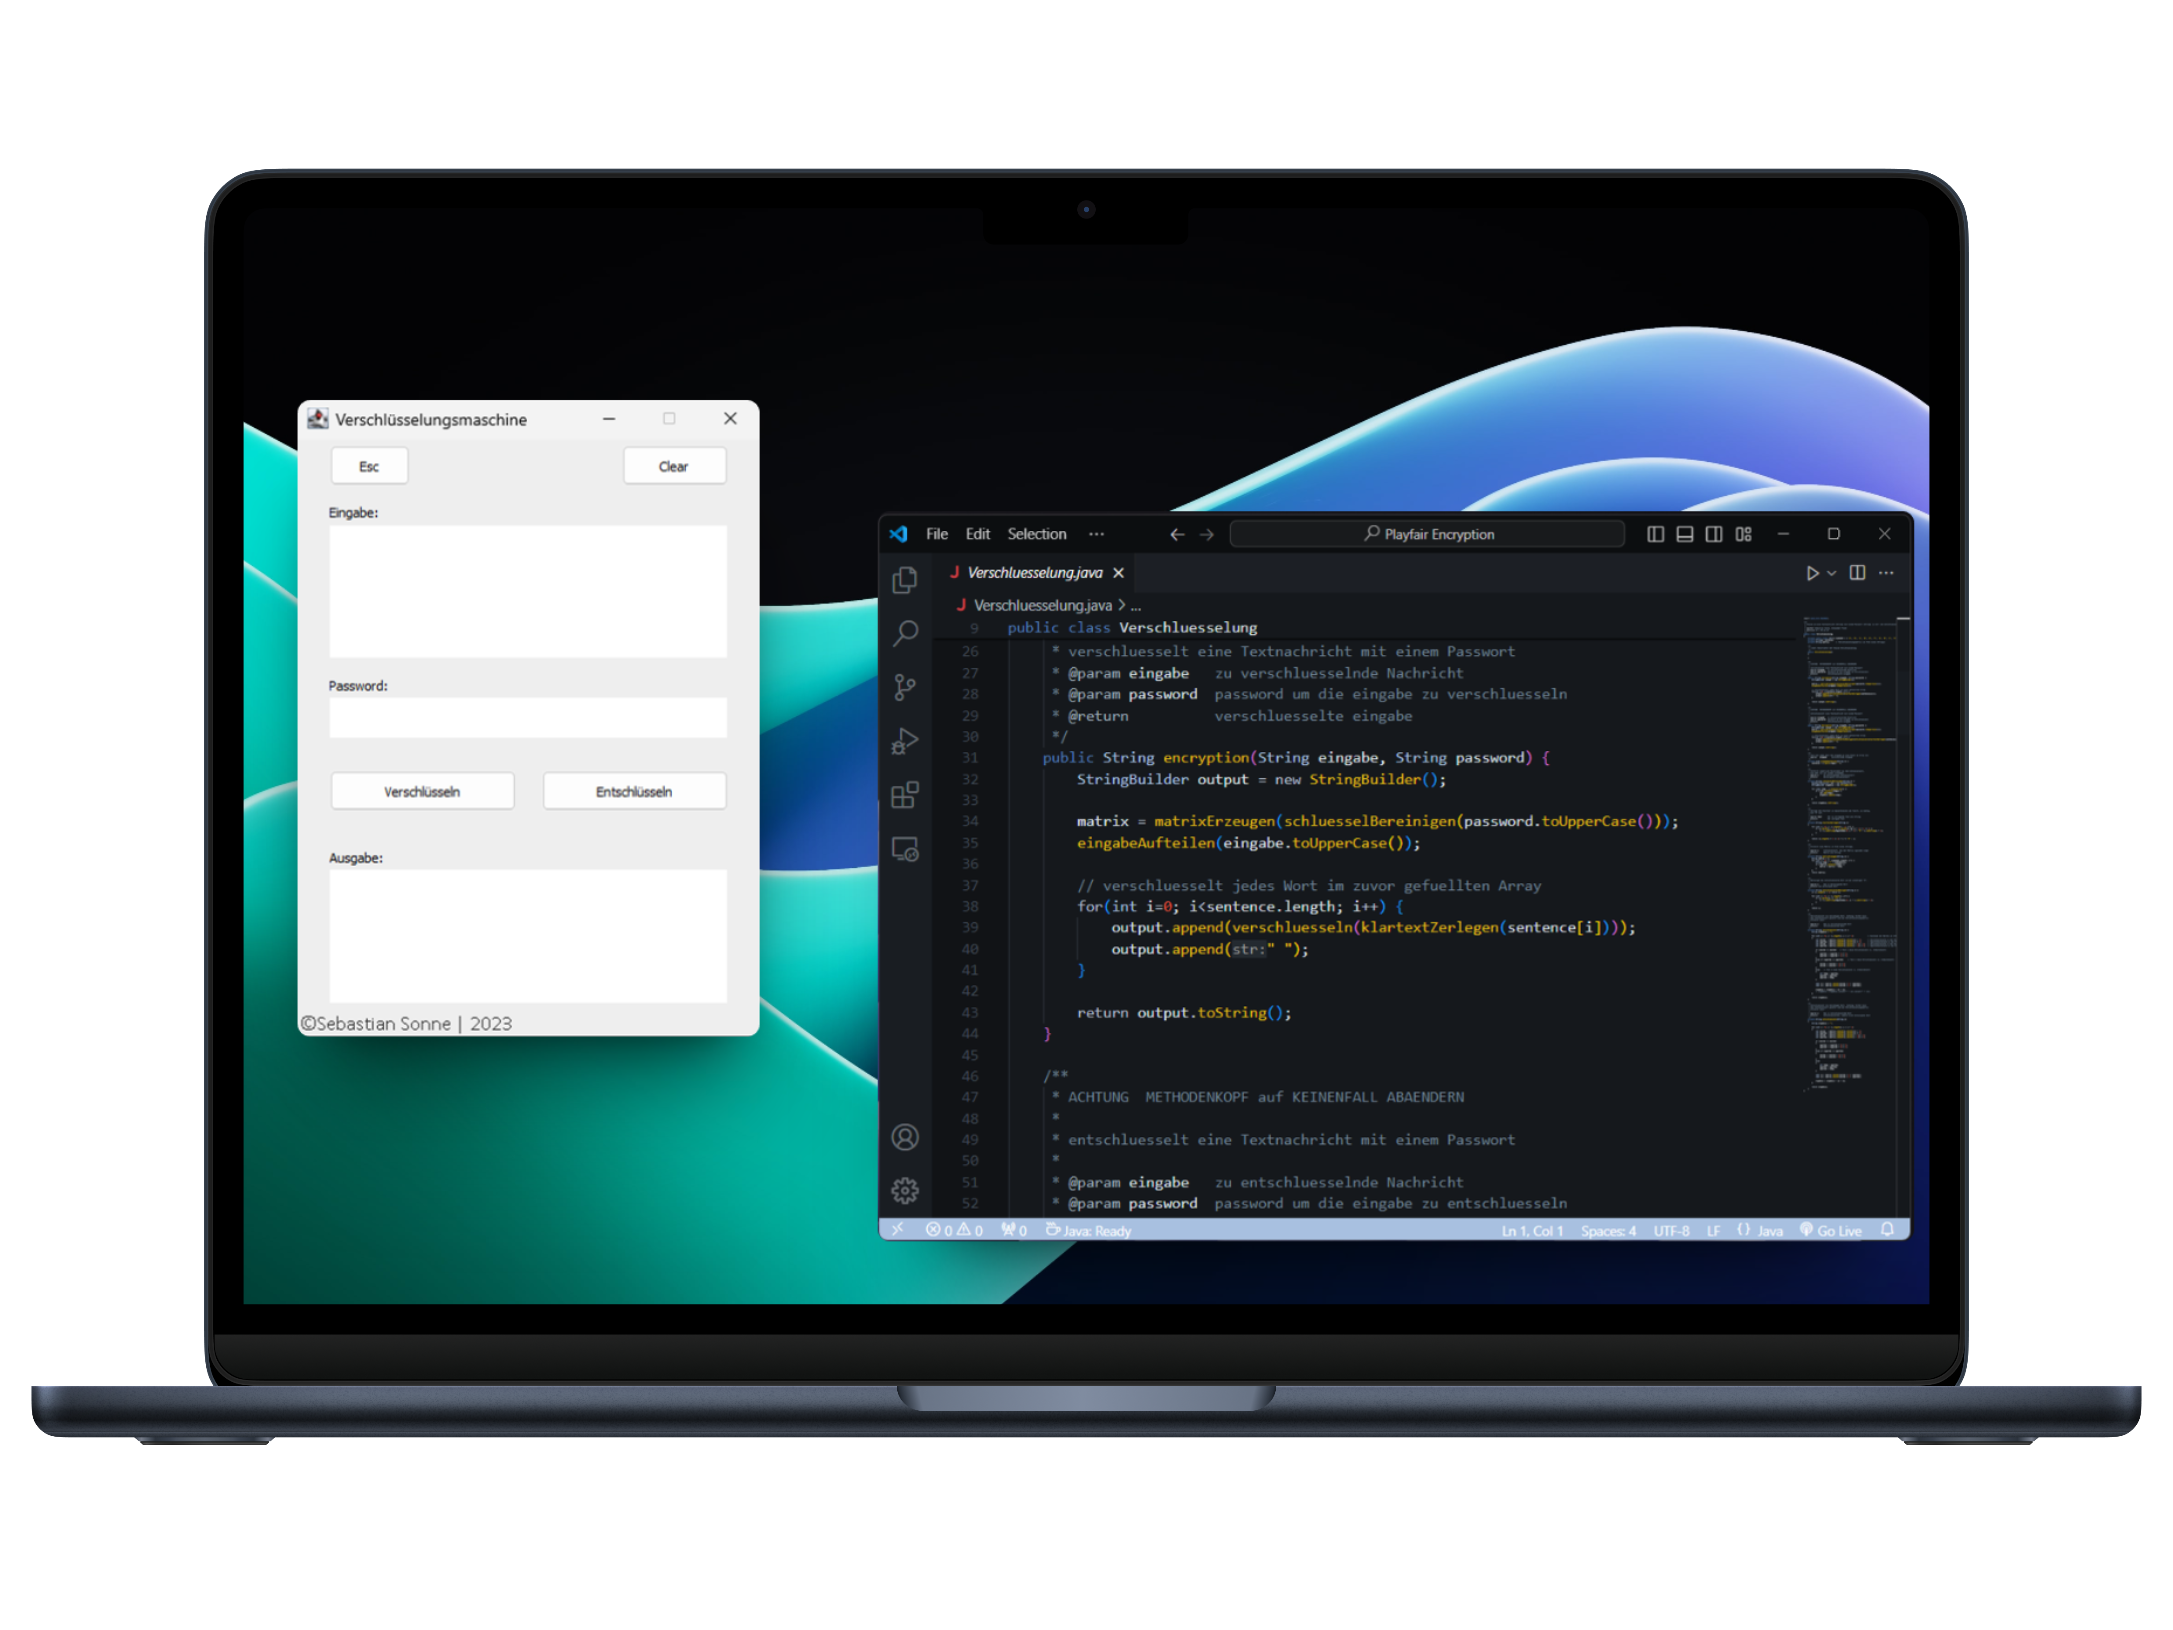 Verschlüsselungsmaschine
Esc
Clear
Eingabe:
Password:
Verschlüsseln
Entschlüsseln
Ausgabe:
©Sebastian Sonne | 2023
File Edit Selection ···
Playfair Encryption
J Verschluesselung.java
J Verschluesselung.java > ...
9 public class Verschluesselung
26 * verschluesselt eine Textnachricht mit einem Passwort
27 * @param eingabe zu verschluesselnde Nachricht
28 * @param password password um die eingabe zu verschluesseln
29 * @return verschluesselte eingabe
30 */
31 public String encryption(String eingabe, String password) {
32 StringBuilder output = new StringBuilder();
33
34 matrix = matrixErzeugen(schluesselBereinigen(password.toUpperCase()));
35 eingabeAufteilen(eingabe.toUpperCase());
36
37 // verschluesselt jedes Wort im zuvor gefuellten Array
38 for(int i=0; i<sentence.length; i++) {
39 output.append(verschluesseln(klartextZerlegen(sentence[i])));
40 output.append(str:" ");
41 }
42
43 return output.toString();
44 }
45
46 /**
47 * ACHTUNG METHODENKOPF auf KEINENFALL ABAENDERN
48 *
49 * entschluesselt eine Textnachricht mit einem Passwort
50 *
51 * @param eingabe zu entschluesselnde Nachricht
52 * @param password password um die eingabe zu entschluesseln
0 0 0 Java: Ready Ln 1, Col 1 Spaces: 4 UTF-8 LF {} Java Go Live